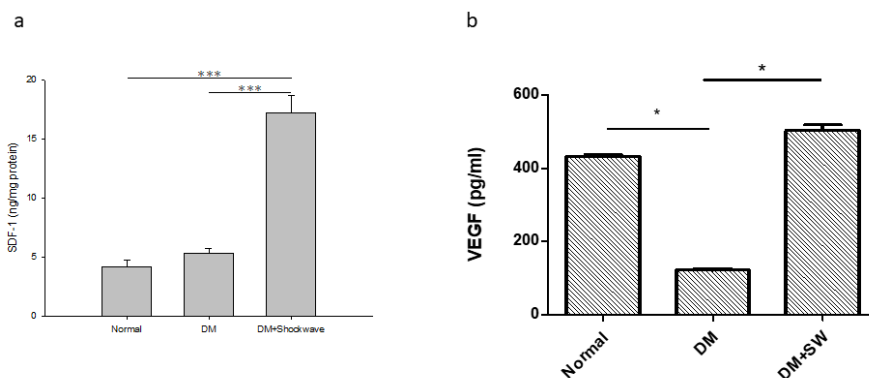 a
SDF-1 (ng/mg protein)
20
15
10
5
0
***
***
Normal
DM
DM+Shockwave
b
VEGF (pg/ml)
600
400
200
0
*
*
Normal
DM
DM+SW